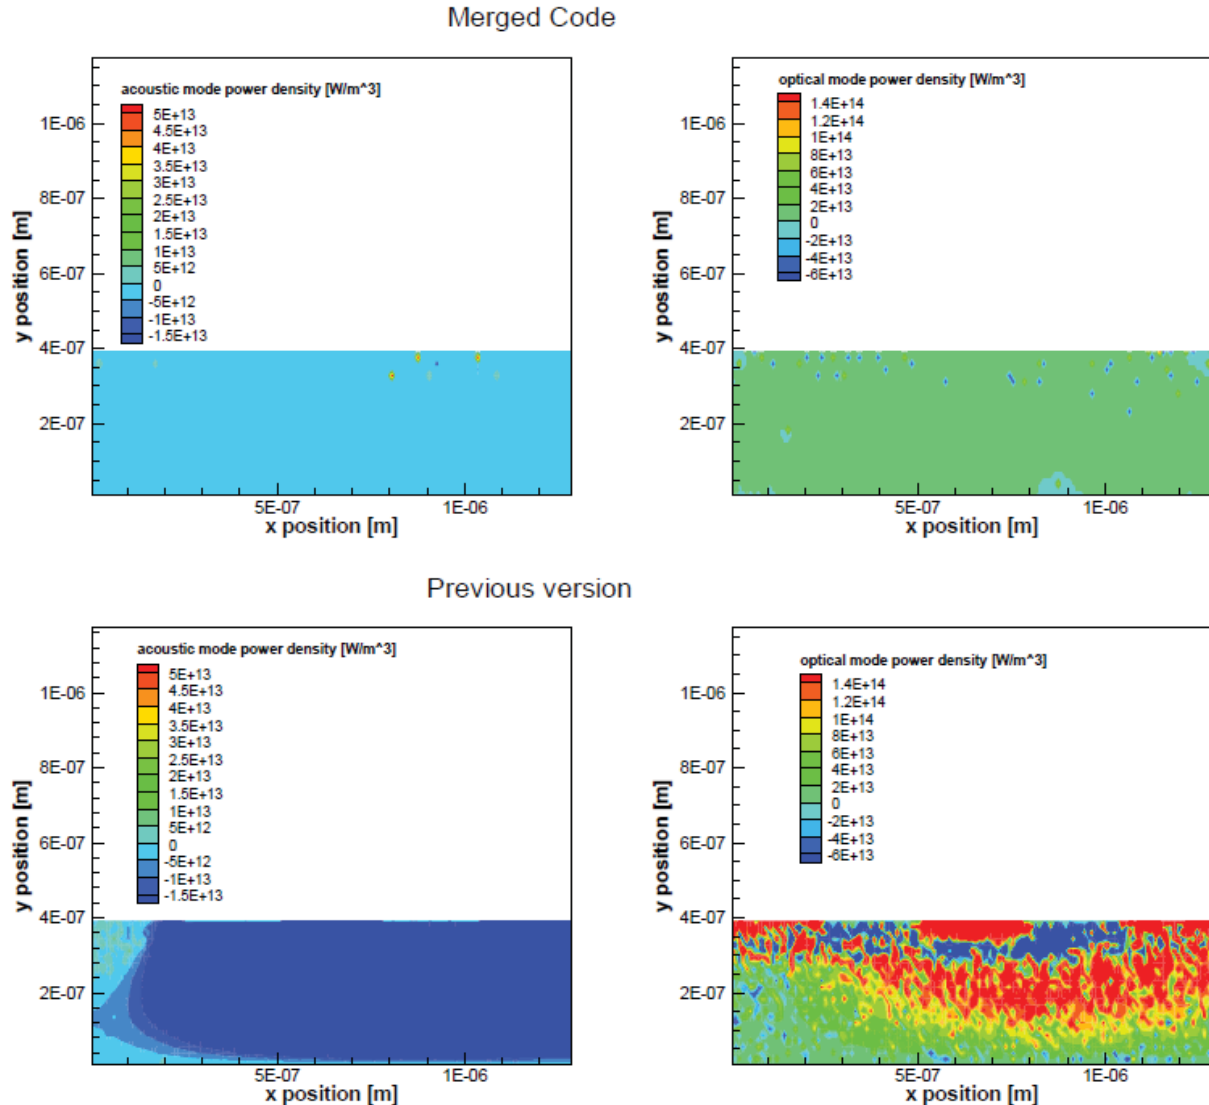 Merged Code
acoustic mode power density [W/m^3]
5E+13
4.5E+13
4E+13
3.5E+13
3E+13
2.5E+13
2E+13
1.5E+13
1E+13
5E+12
0
-5E+12
-1E+13
-1.5E+13
y position [m]
1E-06
8E-07
6E-07
4E-07
2E-07
5E-07
1E-06
x position [m]
optical mode power density [W/m^3]
1.4E+14
1.2E+14
1E+14
8E+13
6E+13
4E+13
2E+13
0
-2E+13
-4E+13
-6E+13
y position [m]
1E-06
8E-07
6E-07
4E-07
2E-07
5E-07
1E-06
x position [m]
Previous version
acoustic mode power density [W/m^3]
5E+13
4.5E+13
4E+13
3.5E+13
3E+13
2.5E+13
2E+13
1.5E+13
1E+13
5E+12
0
-5E+12
-1E+13
-1.5E+13
y position [m]
1E-06
8E-07
6E-07
4E-07
2E-07
5E-07
1E-06
x position [m]
optical mode power density [W/m^3]
1.4E+14
1.2E+14
1E+14
8E+13
6E+13
4E+13
2E+13
0
-2E+13
-4E+13
-6E+13
y position [m]
1E-06
8E-07
6E-07
4E-07
2E-07
5E-07
1E-06
x position [m]